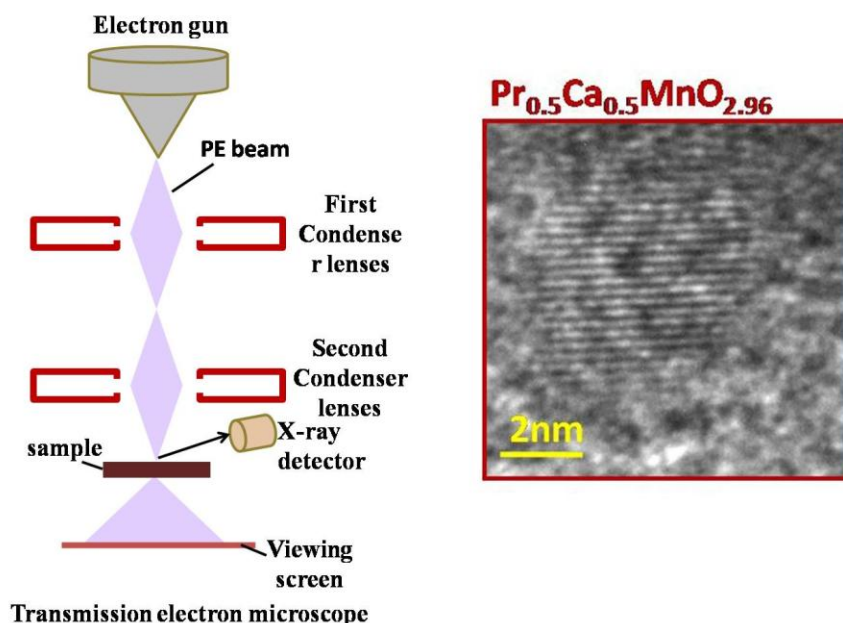 Electron gun
PE beam
First
Condense
r lenses
Second
Condenser
lenses
X-ray
detector
sample
Viewing
screen
Transmission electron microscope
Pr0.5Ca0.5MnO2.96
2nm